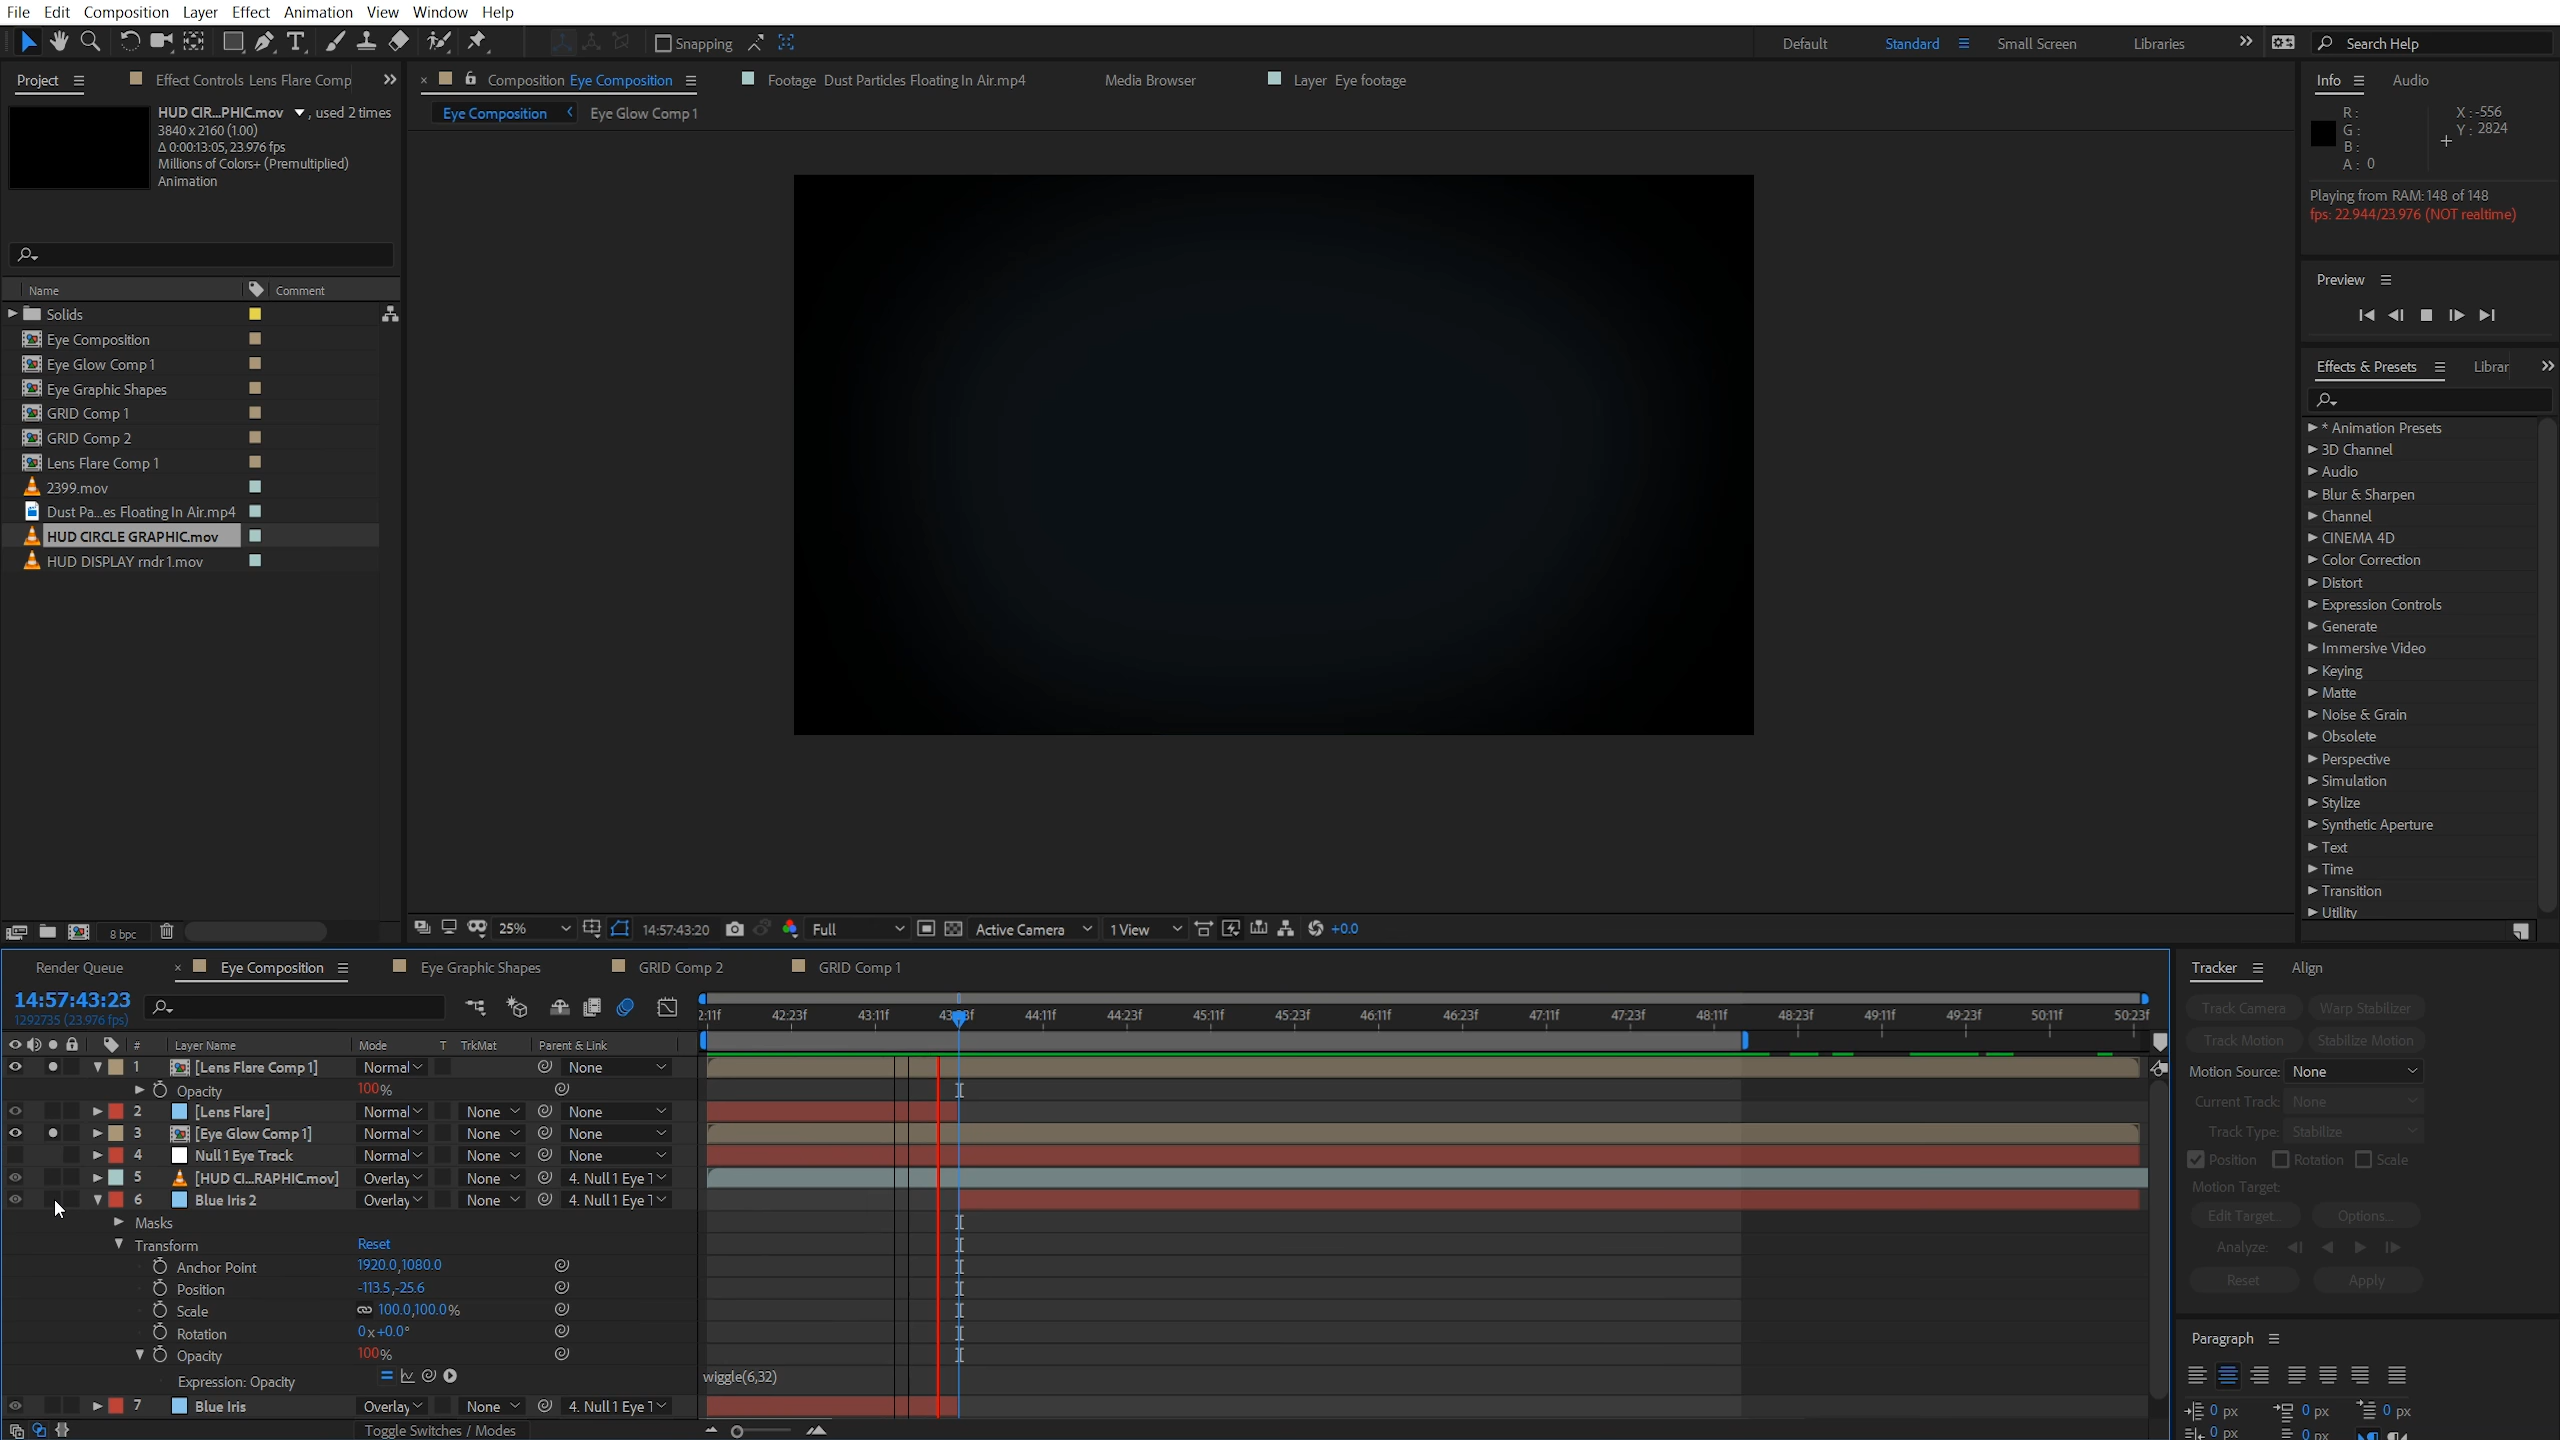 File Edit Composition Layer Effect Animation View Window Help
Snapping
Default Standard Small Screen Libraries Search Help
Project Effect Controls Lens Flare Comp
Composition Eye Composition Footage Dust Particles Floating In Air.mp4 Media Browser Layer Eye footage
Info Audio
HUD CIR...PHIC.mov , used 2 times
3840 x 2160 (1.00)
Δ 0:00:13:05, 23.976 fps
Millions of Colors+ (Premultiplied)
Animation
Eye Composition Eye Glow Comp 1
R: X: -556
G: Y: 2824
B:
A: 0
Playing from RAM: 148 of 148
fps: 22.944/23.976 (NOT realtime)
Preview
Name Comment
Solids
Eye Composition
Eye Glow Comp 1
Eye Graphic Shapes
GRID Comp 1
GRID Comp 2
Lens Flare Comp 1
2399.mov
Dust Pa...es Floating In Air.mp4
HUD CIRCLE GRAPHIC.mov
HUD DISPLAY rndr 1.mov
Effects & Presets Librar
* Animation Presets
3D Channel
Audio
Blur & Sharpen
Channel
CINEMA 4D
Color Correction
Distort
Expression Controls
Generate
Immersive Video
Keying
Matte
Noise & Grain
Obsolete
Perspective
Simulation
Stylize
Synthetic Aperture
Text
Time
Transition
Utility
8 bpc
25% 14:57:43:20 Full Active Camera 1 View +0.0
Render Queue Eye Composition Eye Graphic Shapes GRID Comp 2 GRID Comp 1
14:57:43:23
1292735 (23.976 fps)
2:11f 42:23f 43:11f 44:11f 44:23f 45:11f 45:23f 46:11f 46:23f 47:11f 47:23f 48:11f 48:23f 49:11f 49:23f 50:11f 50:23f
# Layer Name Mode T TrkMat Parent & Link
1 [Lens Flare Comp 1] Normal None
Opacity 100%
2 [Lens Flare] Normal None None
3 [Eye Glow Comp 1] Normal None None
4 Null 1 Eye Track Normal None None
5 [HUD CI...RAPHIC.mov] Overlay None 4. Null 1 Eye T
6 Blue Iris 2 Overlay None 4. Null 1 Eye T
Masks
Transform Reset
Anchor Point 1920.0,1080.0
Position -113.5,-25.6
Scale 100.0,100.0%
Rotation 0x+0.0°
Opacity 100%
Expression: Opacity wiggle(6,32)
7 Blue Iris Overlay None 4. Null 1 Eye T
Toggle Switches / Modes
Tracker Align
Track Camera Warp Stabilizer
Track Motion Stabilize Motion
Motion Source: None
Current Track: None
Track Type: Stabilize
Position Rotation Scale
Motion Target:
Edit Target... Options...
Analyze:
Reset Apply
Paragraph
0 px 0 px 0 px
0 px 0 px